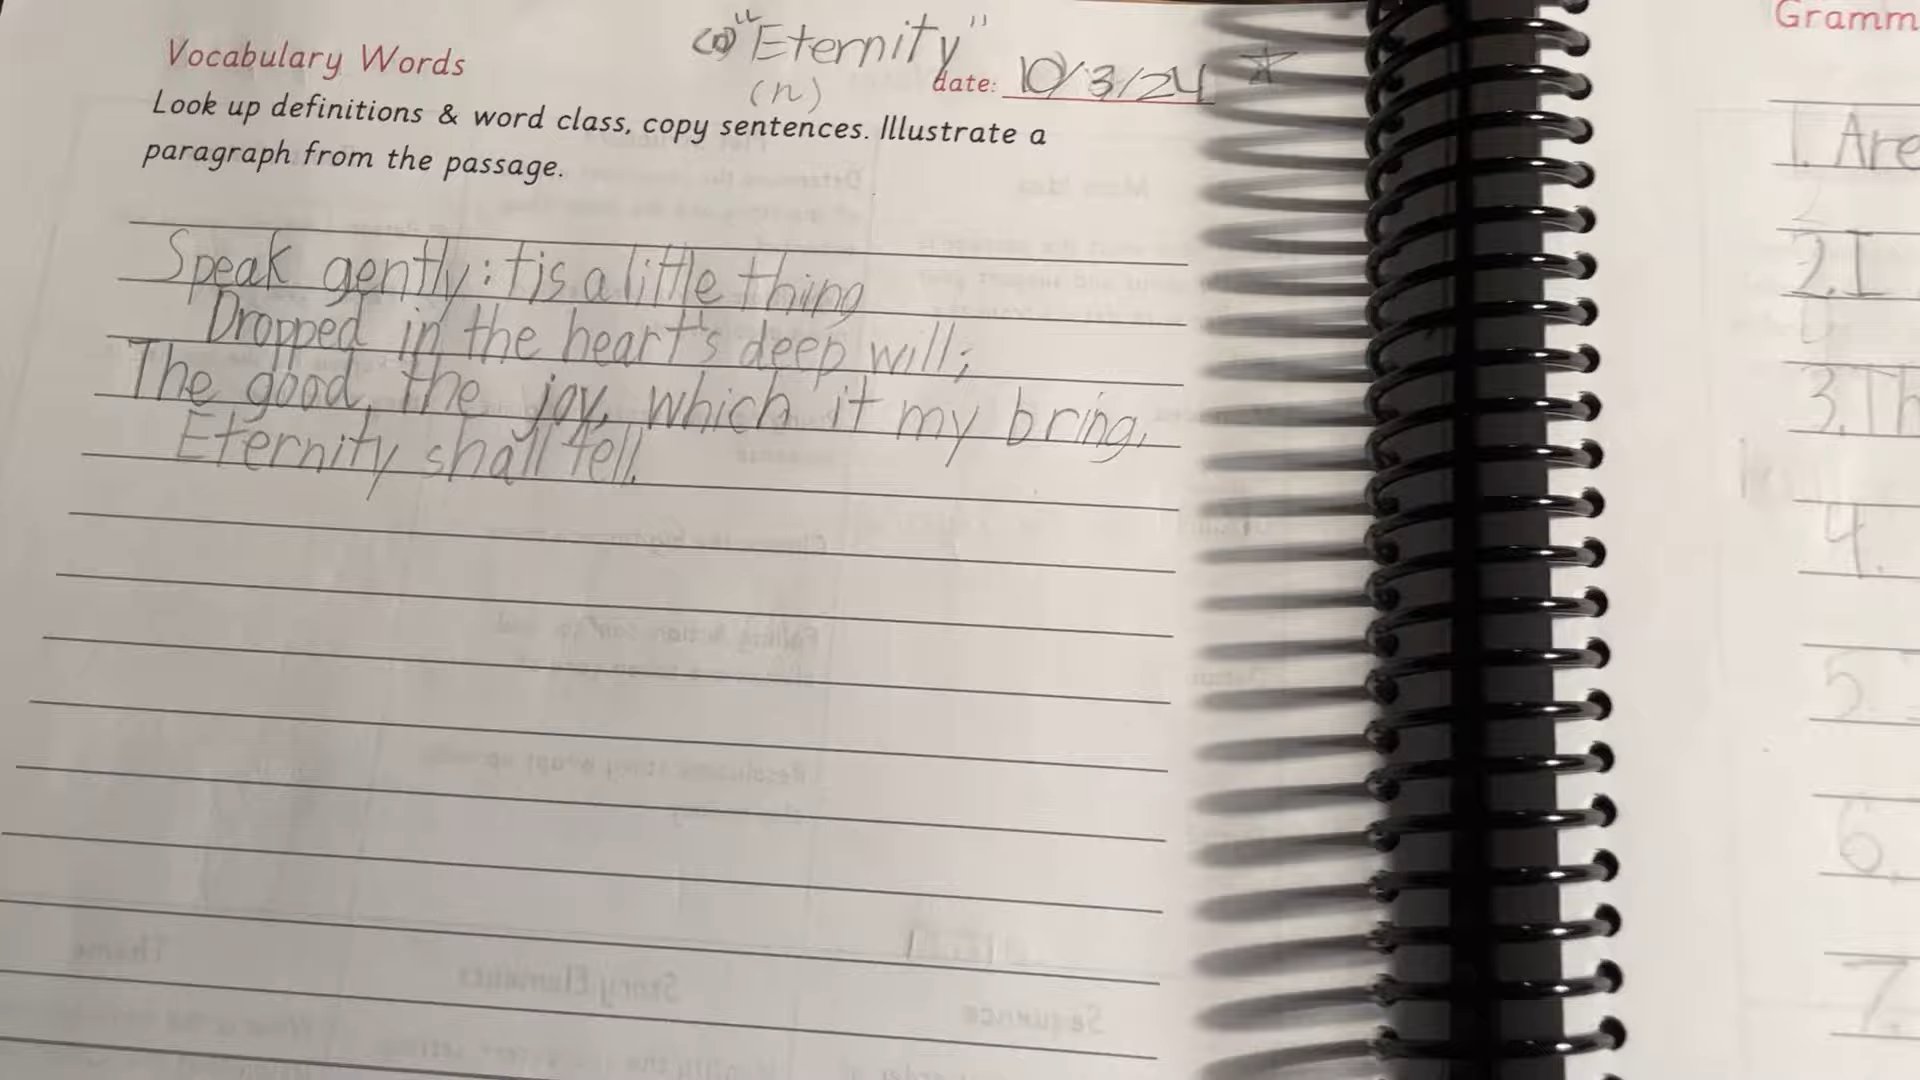 Vocabulary Words
"Eternity"
(n)
date: 10/3/24
Look up definitions & word class, copy sentences. Illustrate a
paragraph from the passage.
Speak gently: tis a little thing
Dropped in the heart's deep will;
The good, the joy, which it my bring,
Eternity shall tell.
Gramm
1. Are
2. I
3. Th
4.
5.
6.
7.